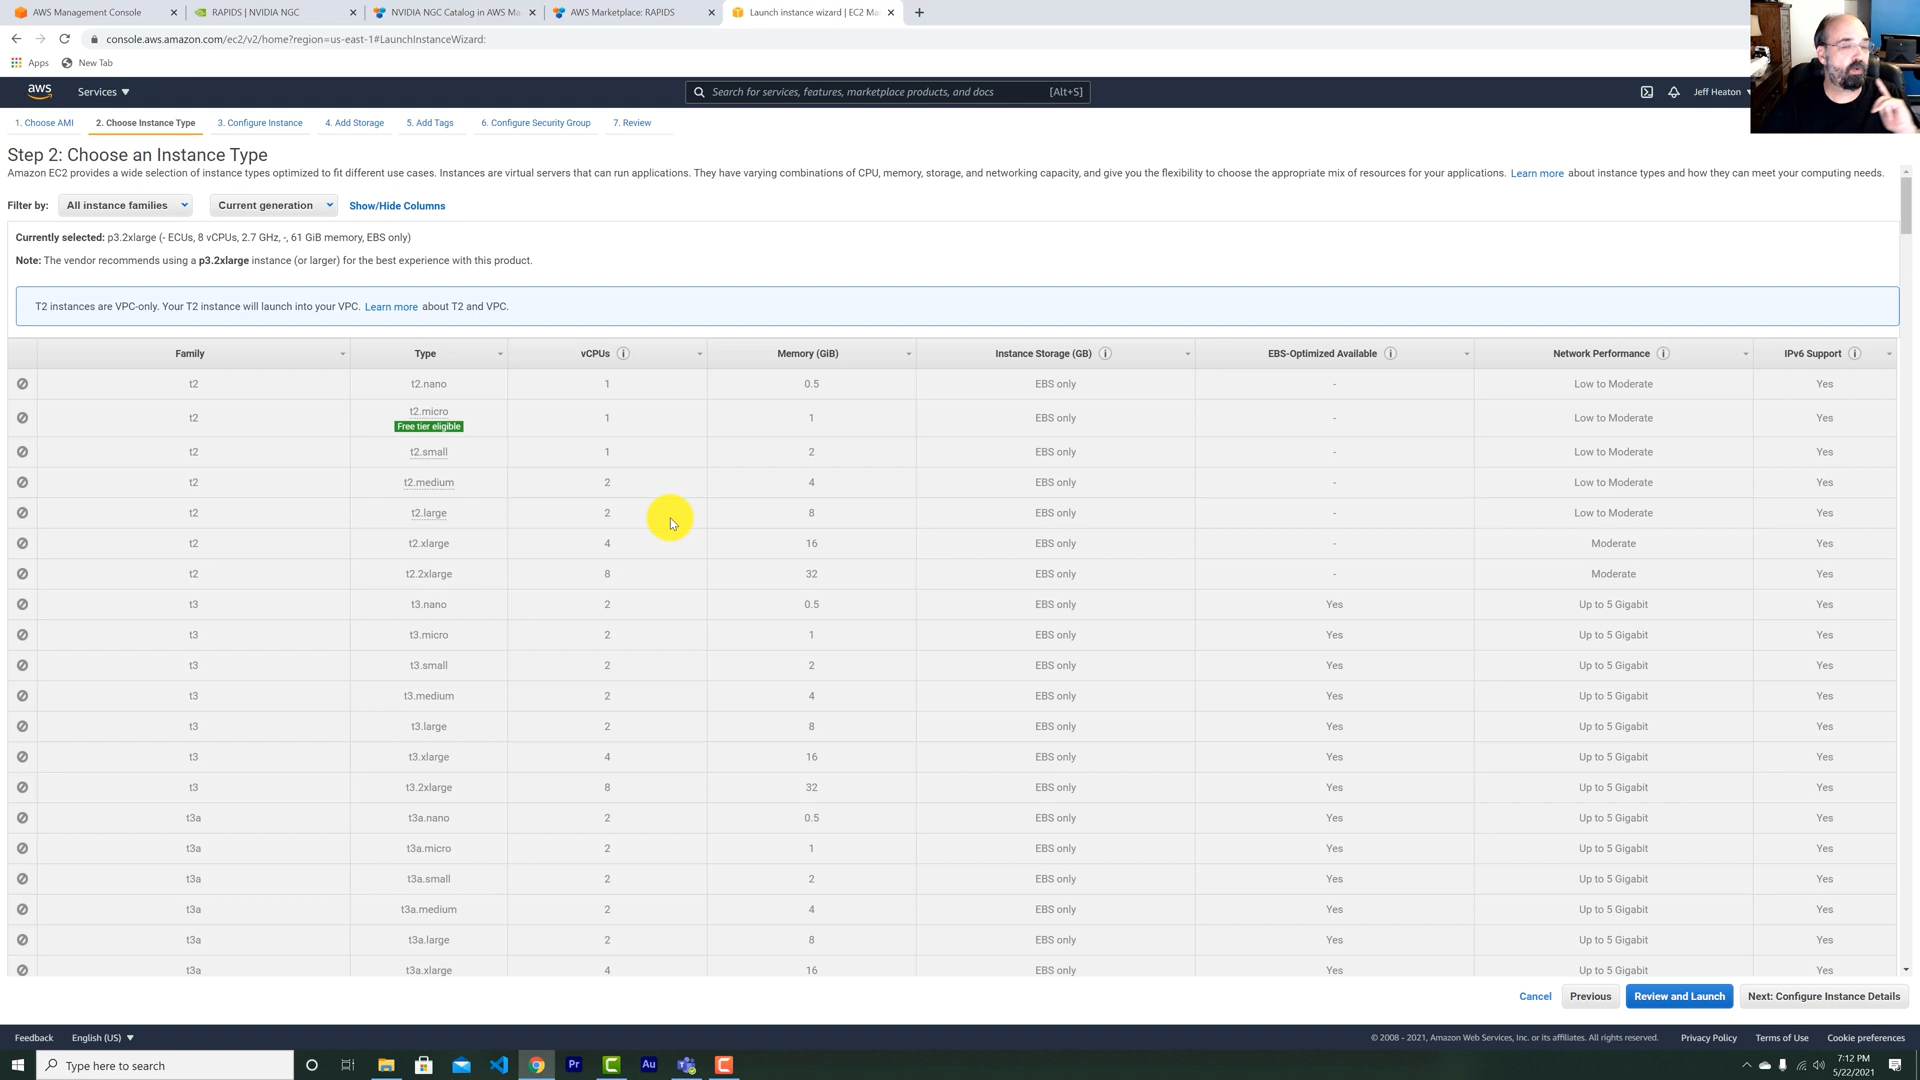 AWS Management Console
RAPIDS | NVIDIA NGC
NVIDIA NGC Catalog in AWS Ma
AWS Marketplace: RAPIDS
Launch instance wizard | EC2 Ma
console.aws.amazon.com/ec2/v2/home?region=us-east-1#LaunchInstanceWizard:
Apps New Tab
aws Services Search for services, features, marketplace products, and docs [Alt+S] Jeff Heaton
1. Choose AMI 2. Choose Instance Type 3. Configure Instance 4. Add Storage 5. Add Tags 6. Configure Security Group 7. Review
Step 2: Choose an Instance Type
Amazon EC2 provides a wide selection of instance types optimized to fit different use cases. Instances are virtual servers that can run applications. They have varying combinations of CPU, memory, storage, and networking capacity, and give you the flexibility to choose the appropriate mix of resources for your applications. Learn more about instance types and how they can meet your computing needs.
Filter by: All instance families Current generation Show/Hide Columns
Currently selected: p3.2xlarge (- ECUs, 8 vCPUs, 2.7 GHz, -, 61 GiB memory, EBS only)
Note: The vendor recommends using a p3.2xlarge instance (or larger) for the best experience with this product.
T2 instances are VPC-only. Your T2 instance will launch into your VPC. Learn more about T2 and VPC.
Family Type vCPUs Memory (GiB) Instance Storage (GB) EBS-Optimized Available Network Performance IPv6 Support
t2 t2.nano 1 0.5 EBS only - Low to Moderate Yes
t2 t2.micro 1 1 EBS only - Low to Moderate Yes
Free tier eligible
t2 t2.small 1 2 EBS only - Low to Moderate Yes
t2 t2.medium 2 4 EBS only - Low to Moderate Yes
t2 t2.large 2 8 EBS only - Low to Moderate Yes
t2 t2.xlarge 4 16 EBS only - Moderate Yes
t2 t2.2xlarge 8 32 EBS only - Moderate Yes
t3 t3.nano 2 0.5 EBS only Yes Up to 5 Gigabit Yes
t3 t3.micro 2 1 EBS only Yes Up to 5 Gigabit Yes
t3 t3.small 2 2 EBS only Yes Up to 5 Gigabit Yes
t3 t3.medium 2 4 EBS only Yes Up to 5 Gigabit Yes
t3 t3.large 2 8 EBS only Yes Up to 5 Gigabit Yes
t3 t3.xlarge 4 16 EBS only Yes Up to 5 Gigabit Yes
t3 t3.2xlarge 8 32 EBS only Yes Up to 5 Gigabit Yes
t3a t3a.nano 2 0.5 EBS only Yes Up to 5 Gigabit Yes
t3a t3a.micro 2 1 EBS only Yes Up to 5 Gigabit Yes
t3a t3a.small 2 2 EBS only Yes Up to 5 Gigabit Yes
t3a t3a.medium 2 4 EBS only Yes Up to 5 Gigabit Yes
t3a t3a.large 2 8 EBS only Yes Up to 5 Gigabit Yes
t3a t3a.xlarge 4 16 EBS only Yes Up to 5 Gigabit Yes
Cancel Previous Review and Launch Next: Configure Instance Details
Feedback English (US) © 2008 - 2021, Amazon Web Services, Inc. or its affiliates. All rights reserved. Privacy Policy Terms of Use Cookie preferences
Type here to search Pr Au 7:12 PM
5/22/2021